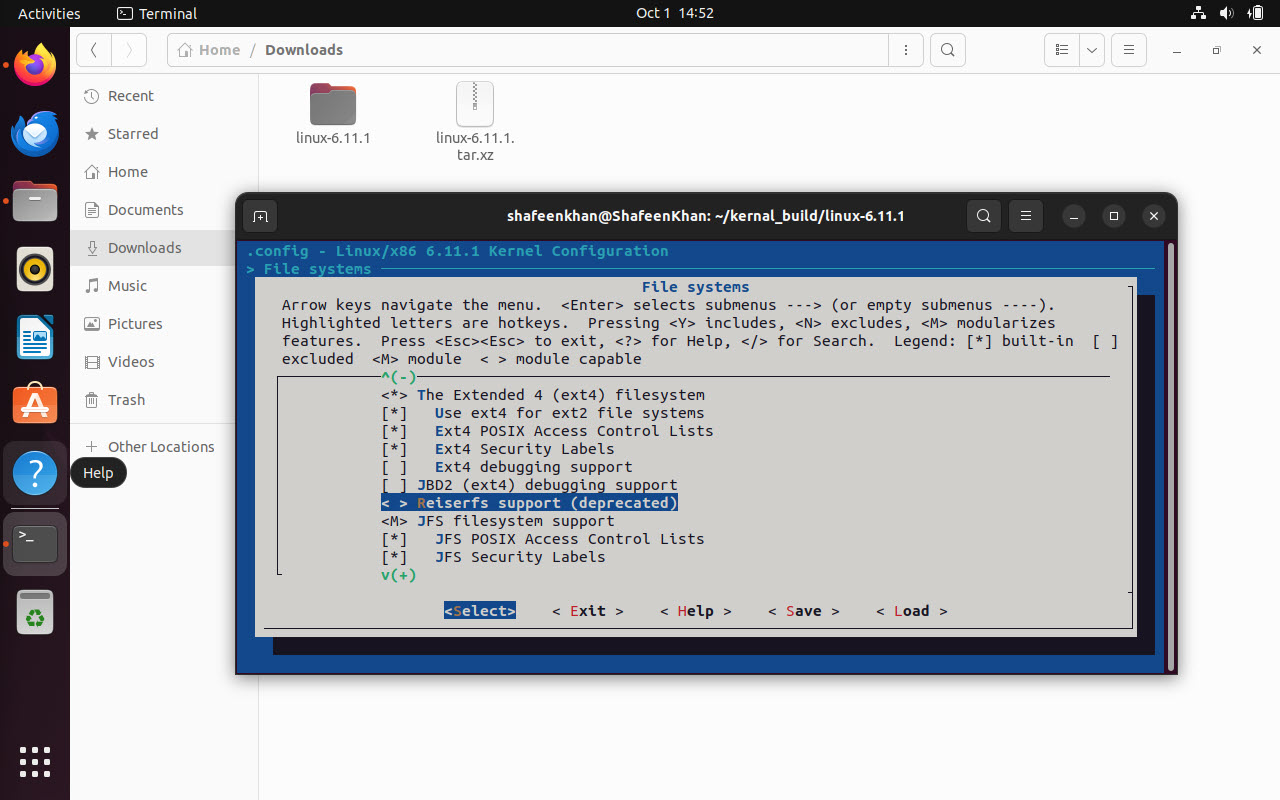 Activities
Terminal
Oct 1 14:52
Home / Downloads
Recent
Starred
Home
Documents
Downloads
Music
Pictures
Videos
Trash
+ Other Locations
linux-6.11.1
linux-6.11.1.
tar.xz
Help
shafeenkhan@ShafeenKhan: ~/kernal_build/linux-6.11.1
.config - Linux/x86 6.11.1 Kernel Configuration
> File systems
File systems
Arrow keys navigate the menu. <Enter> selects submenus ---> (or empty submenus ----).
Highlighted letters are hotkeys. Pressing <Y> includes, <N> excludes, <M> modularizes
features. Press <Esc><Esc> to exit, <?> for Help, </> for Search. Legend: [*] built-in [ ]
excluded <M> module < > module capable
^(-)
<*> The Extended 4 (ext4) filesystem
[*] Use ext4 for ext2 file systems
[*] Ext4 POSIX Access Control Lists
[*] Ext4 Security Labels
[ ] Ext4 debugging support
[ ] JBD2 (ext4) debugging support
< > Reiserfs support (deprecated)
<M> JFS filesystem support
[*] JFS POSIX Access Control Lists
[*] JFS Security Labels
v(+)
<Select> < Exit > < Help > < Save > < Load >